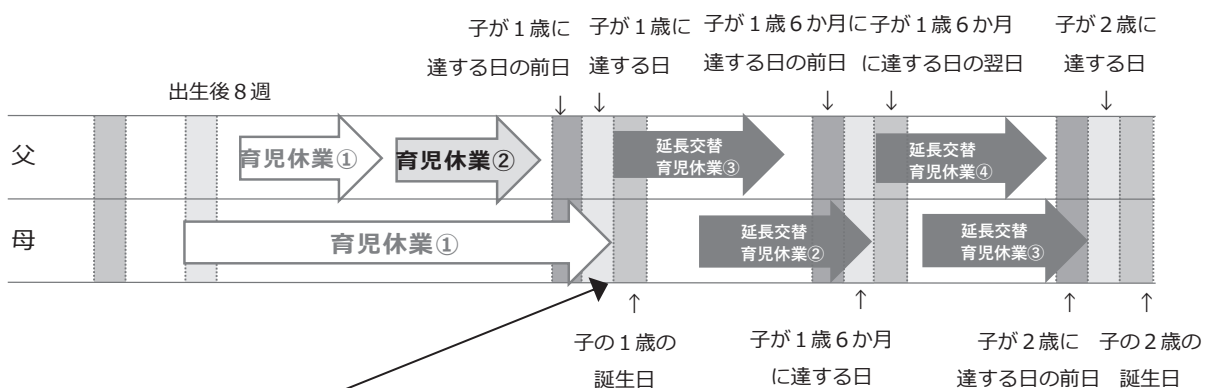 子が１歳に
達する日の前日
子が１歳に
達する日
子が１歳６か月に
達する日の前日
子が１歳６か月
に達する日の翌日
子が２歳に
達する日
出生後８週
↓
↓
↓
↓
↓
父
育児休業①
育児休業②
延長交替
育児休業③
延長交替
育児休業④
母
育児休業①
延長交替
育児休業②
延長交替
育児休業③
↑
↑
↑
↑
子の１歳の
誕生日
子が１歳６か月
に達する日
子が２歳に
達する日の前日
子の２歳の
誕生日